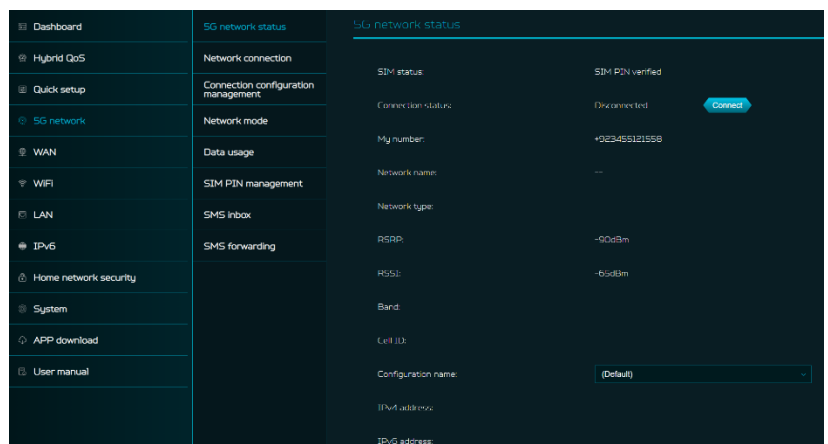 Dashboard
Hybrid QoS
Quick setup
5G network
WAN
WiFi
LAN
IPv6
Home network security
System
APP download
User manual
5G network status
Network connection
Connection configuration
management
Network mode
Data usage
SIM PIN management
SMS inbox
SMS forwarding
5G network status
SIM status: SIM PIN verified
Connection status: Disconnected Connect
My number: +923455121556
Network name: --
Network type:
RSRP: -90dBm
RSSI: -65dBm
Band:
Cell ID:
Configuration name: (Default)
IPv4 address:
IPv6 address: